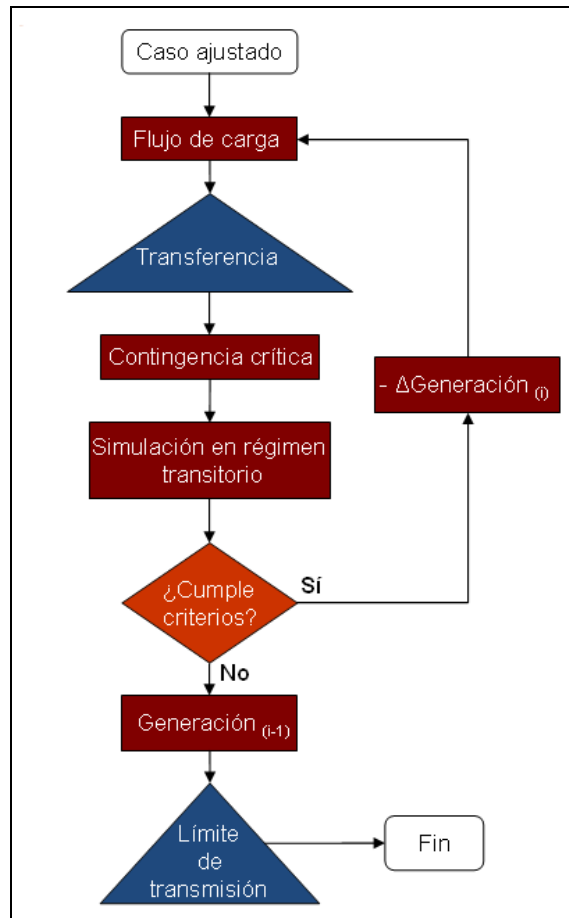 Caso ajustado
Flujo de carga
Transferencia
Contingencia crítica
- ΔGeneración (i)
Simulación en régimen
transitorio
¿Cumple
criterios?
Sí
No
Generación (i-1)
Límite
de
transmisión
Fin